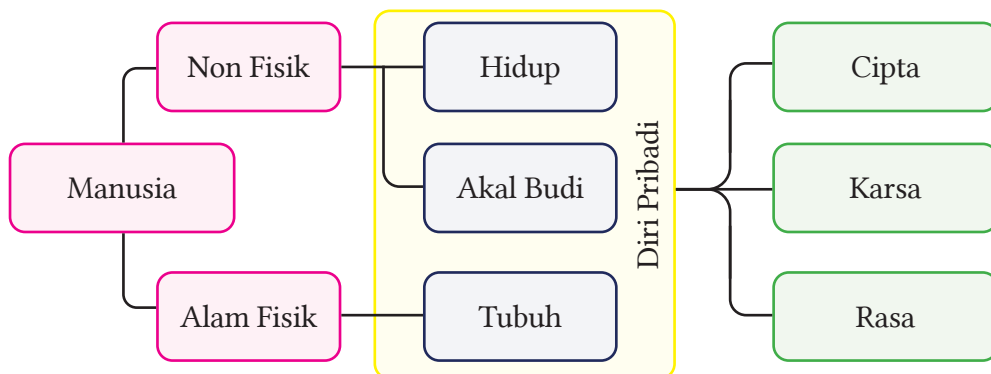 Non Fisik
Hidup
Cipta
Manusia
Akal Budi
Diri Pribadi
Karsa
Alam Fisik
Tubuh
Rasa